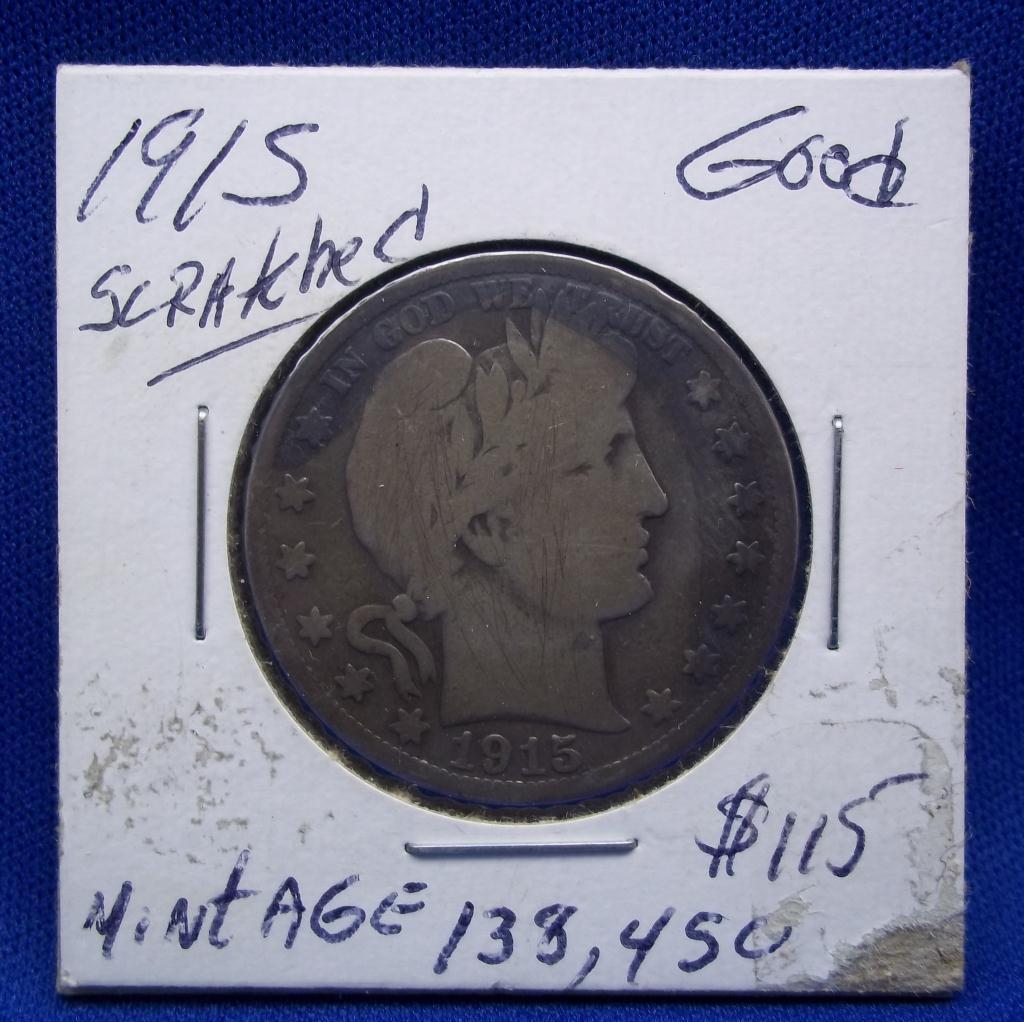 1915
Good
SCRAtched
IN GOD WE TRUST
1915
$115
MINtAGE 138,450